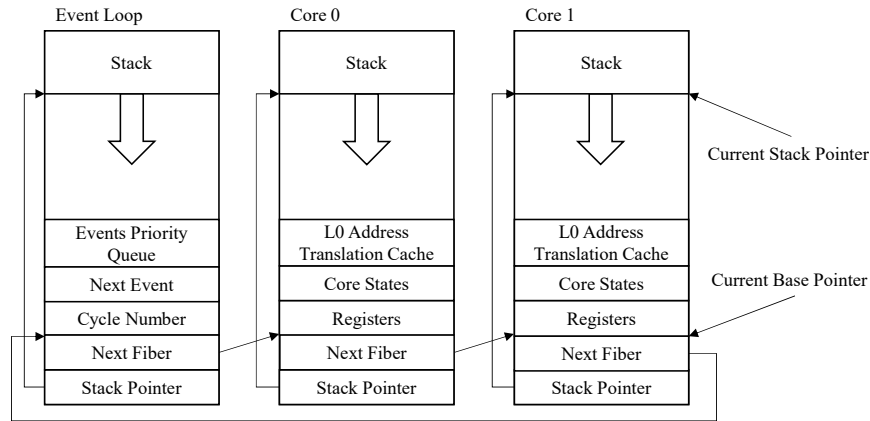 Event Loop
Core 0
Core 1
Stack
Stack
Stack
Current Stack Pointer
Events Priority
Queue
L0 Address
Translation Cache
L0 Address
Translation Cache
Next Event
Core States
Core States
Current Base Pointer
Cycle Number
Registers
Registers
Next Fiber
Next Fiber
Next Fiber
Stack Pointer
Stack Pointer
Stack Pointer